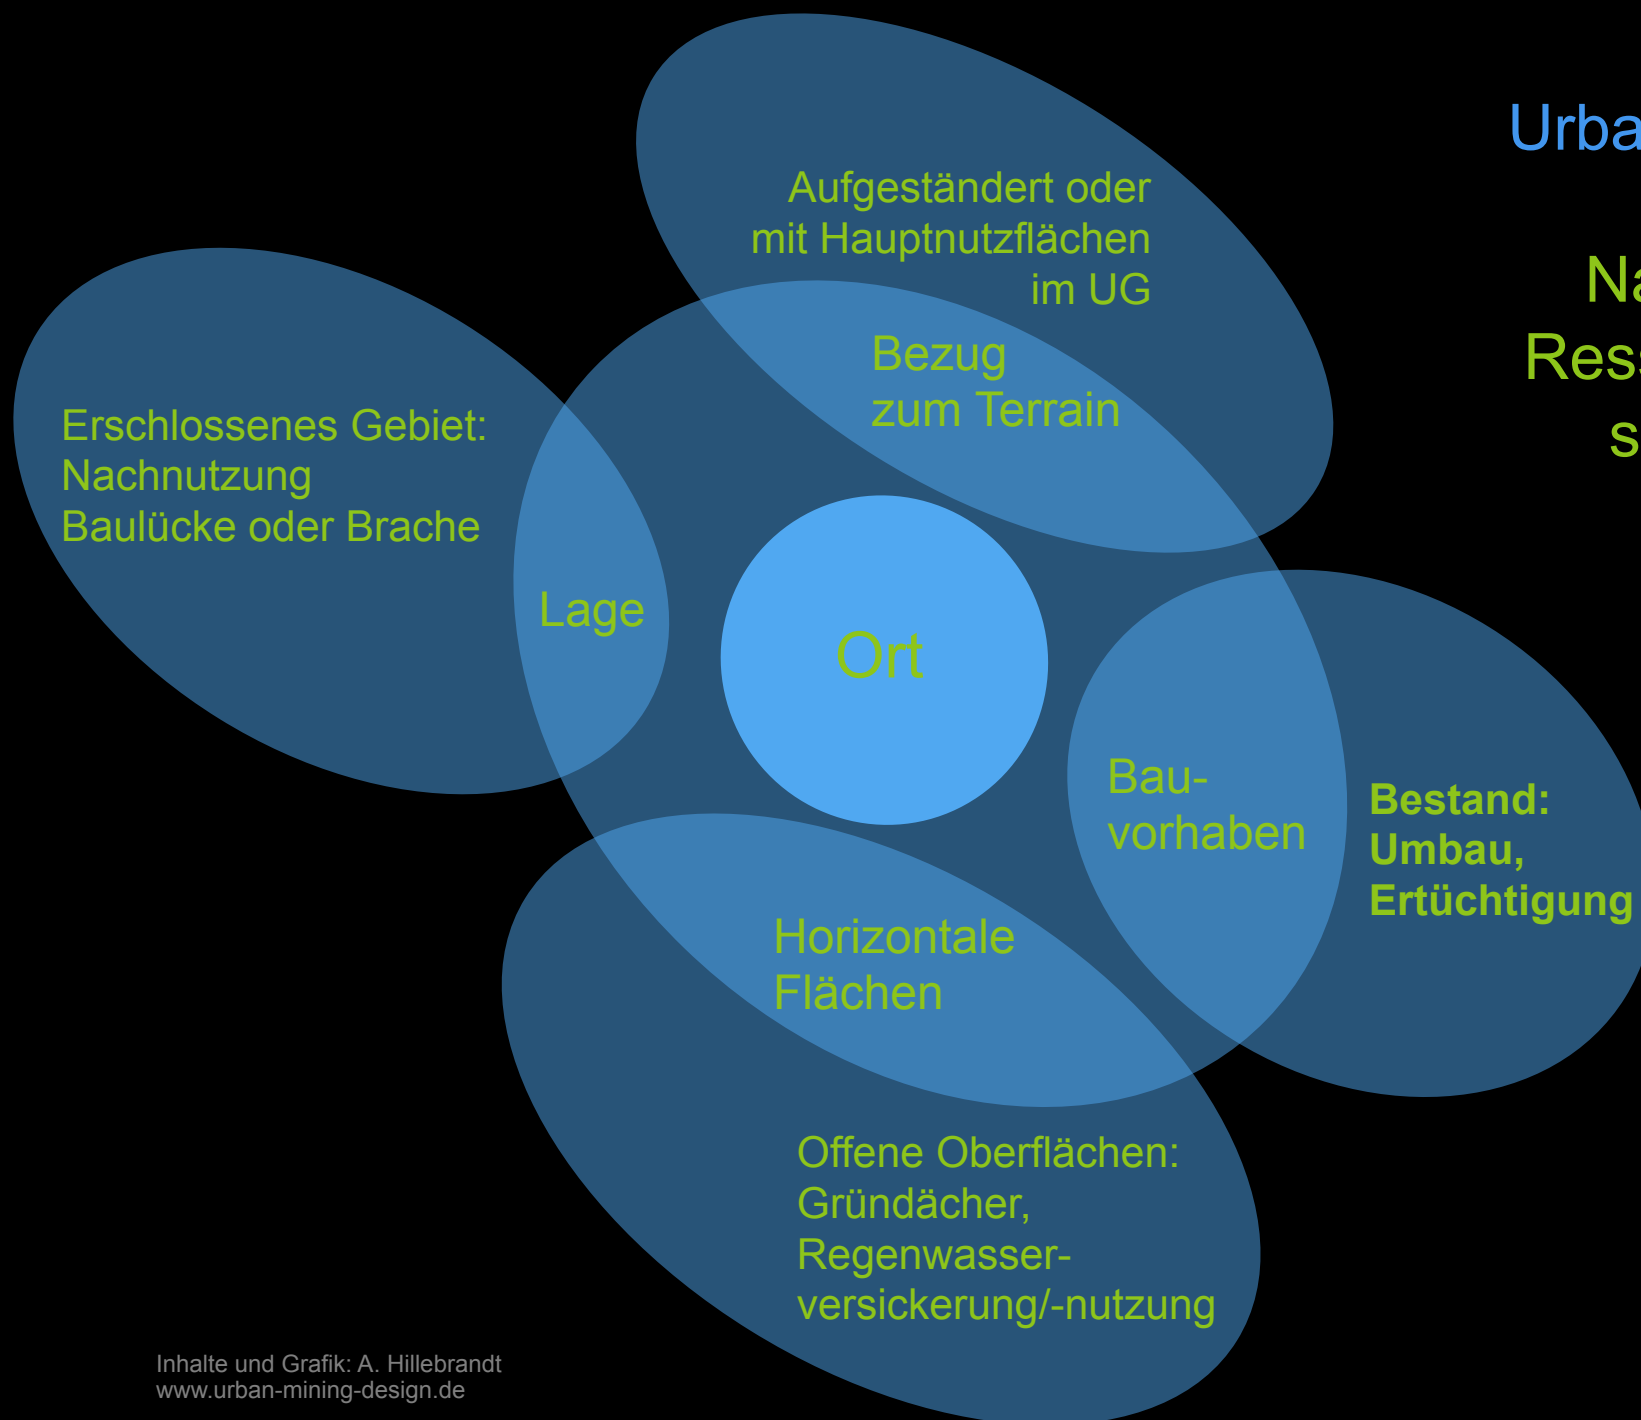 Aufgeständert oder
mit Hauptnutzflächen
im UG
Bezug
zum Terrain
Erschlossenes Gebiet:
Nachnutzung
Baulücke oder Brache
Lage
Ort
Bau-
vorhaben
Bestand:
Umbau,
Ertüchtigung
Horizontale
Flächen
Offene Oberflächen:
Gründächer,
Regenwasser-
versickerung/-nutzung
Inhalte und Grafik: A. Hillebrandt
www.urban-mining-design.de